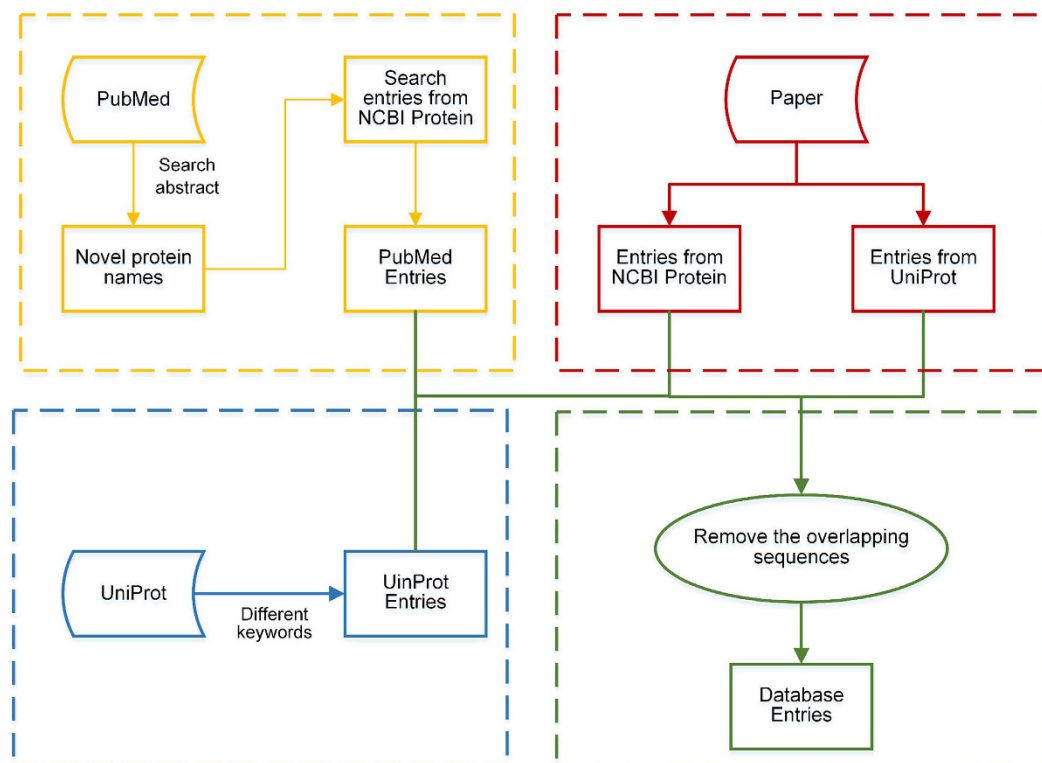 PubMed
Search
abstract
Novel protein
names
Search
entries from
NCBI Protein
PubMed
Entries
Paper
Entries from
NCBI Protein
Entries from
UniProt
UniProt
Different
keywords
UinProt
Entries
Remove the overlapping
sequences
Database
Entries